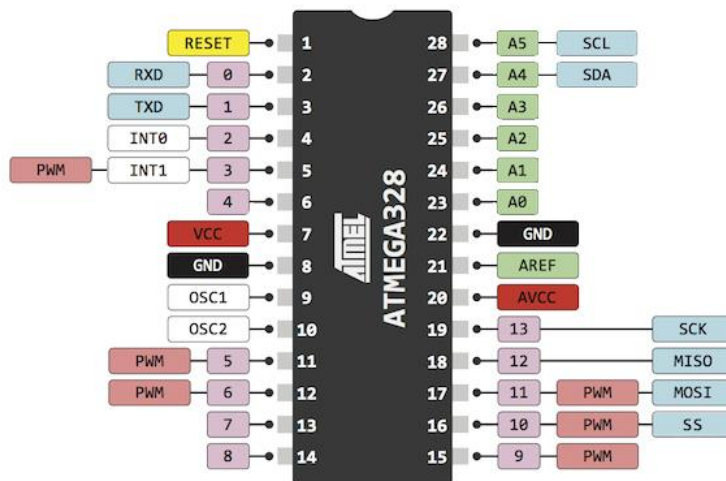 RESET 1 28 A5 SCL
RXD 0 2 27 A4 SDA
TXD 1 3 26 A3
INT0 2 4 25 A2
PWM INT1 3 5 24 A1
4 6 23 A0
VCC 7 22 GND
GND 8 21 AREF
OSC1 9 20 AVCC
OSC2 10 19 13 SCK
PWM 5 11 18 12 MISO
PWM 6 12 17 11 PWM MOSI
7 13 16 10 PWM SS
8 14 15 9 PWM
ATMEL
ATMEGA328